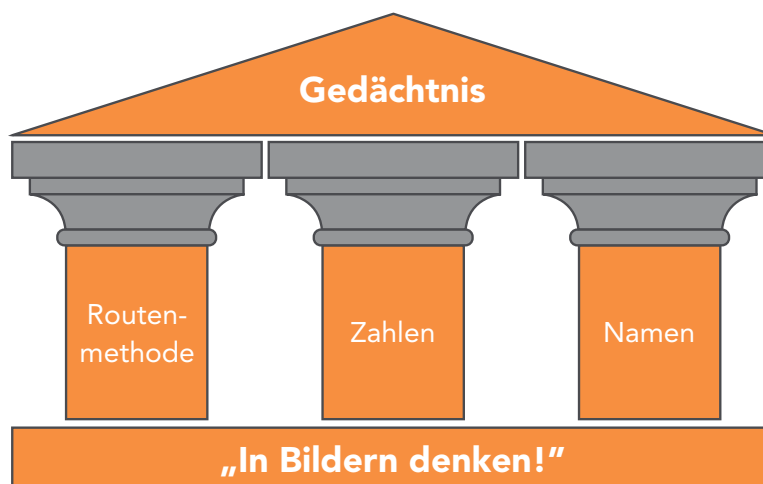 Gedächtnis
Routen-
methode
Zahlen
Namen
„In Bildern denken!”